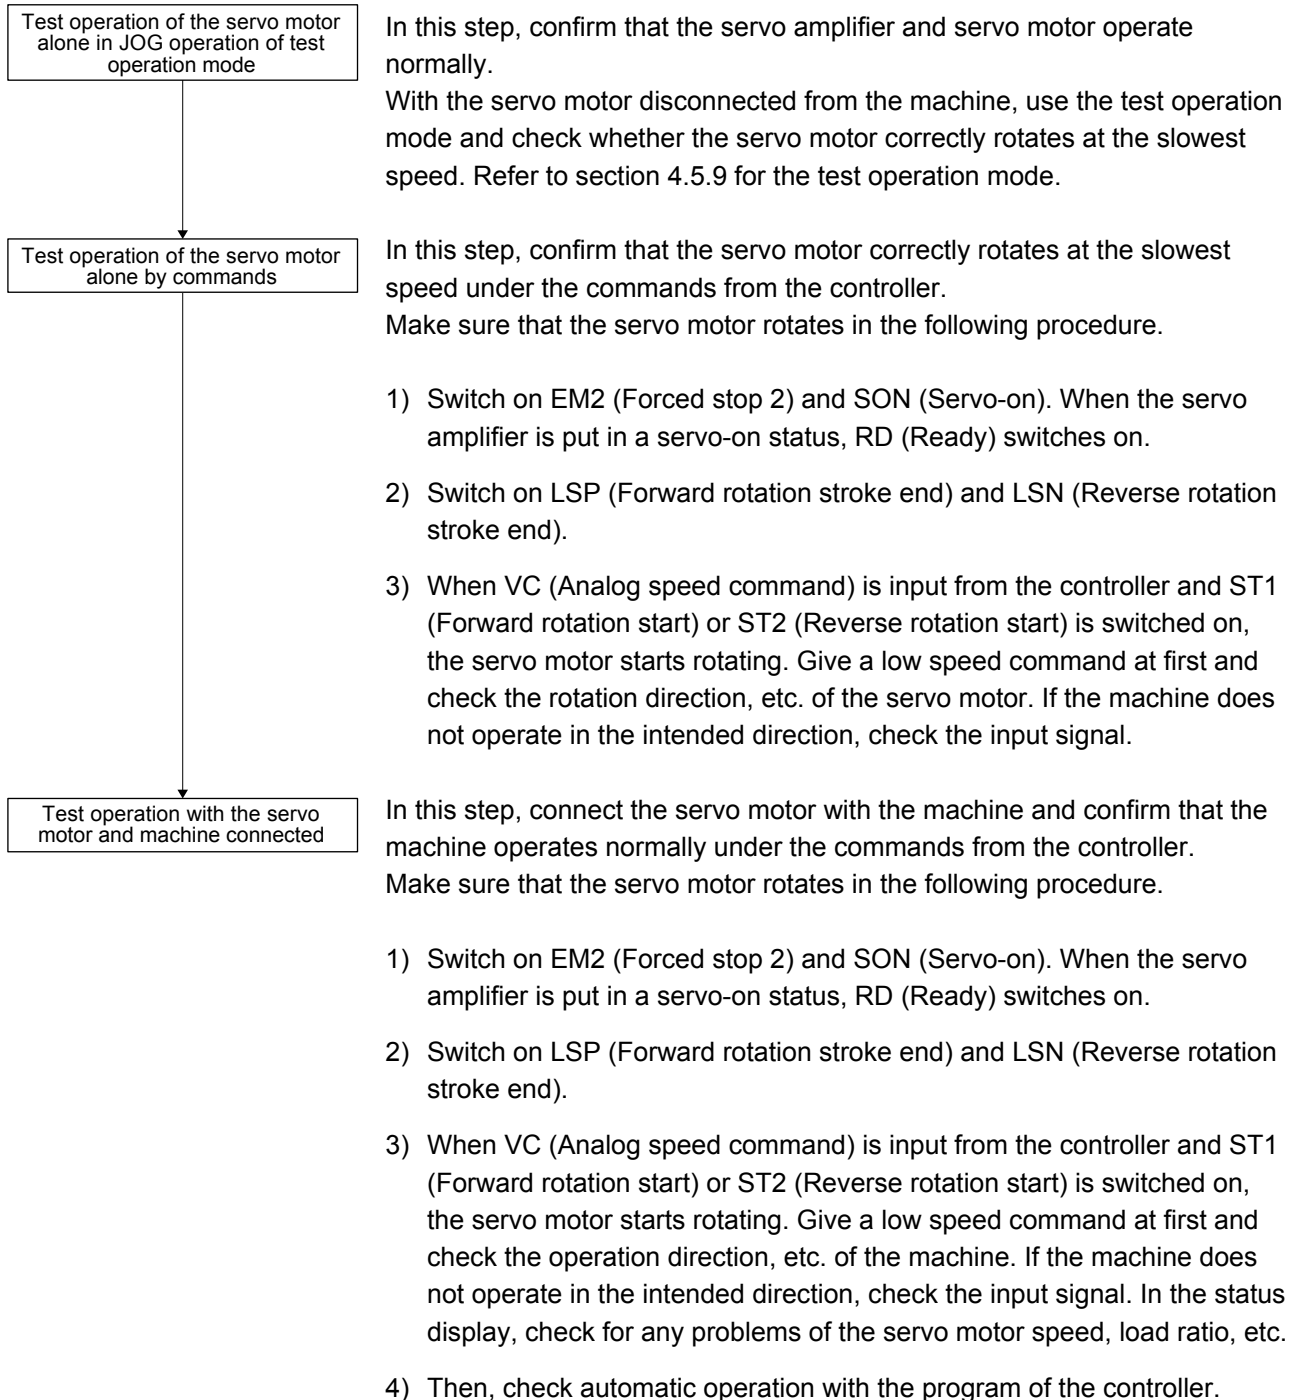 Test operation of the servo motor
alone in JOG operation of test
operation mode
In this step, confirm that the servo amplifier and servo motor operate
normally.
With the servo motor disconnected from the machine, use the test operation
mode and check whether the servo motor correctly rotates at the slowest
speed. Refer to section 4.5.9 for the test operation mode.
Test operation of the servo motor
alone by commands
In this step, confirm that the servo motor correctly rotates at the slowest
speed under the commands from the controller.
Make sure that the servo motor rotates in the following procedure.
1) Switch on EM2 (Forced stop 2) and SON (Servo-on). When the servo
amplifier is put in a servo-on status, RD (Ready) switches on.
2) Switch on LSP (Forward rotation stroke end) and LSN (Reverse rotation
stroke end).
3) When VC (Analog speed command) is input from the controller and ST1
(Forward rotation start) or ST2 (Reverse rotation start) is switched on,
the servo motor starts rotating. Give a low speed command at first and
check the rotation direction, etc. of the servo motor. If the machine does
not operate in the intended direction, check the input signal.
Test operation with the servo
motor and machine connected
In this step, connect the servo motor with the machine and confirm that the
machine operates normally under the commands from the controller.
Make sure that the servo motor rotates in the following procedure.
1) Switch on EM2 (Forced stop 2) and SON (Servo-on). When the servo
amplifier is put in a servo-on status, RD (Ready) switches on.
2) Switch on LSP (Forward rotation stroke end) and LSN (Reverse rotation
stroke end).
3) When VC (Analog speed command) is input from the controller and ST1
(Forward rotation start) or ST2 (Reverse rotation start) is switched on,
the servo motor starts rotating. Give a low speed command at first and
check the operation direction, etc. of the machine. If the machine does
not operate in the intended direction, check the input signal. In the status
display, check for any problems of the servo motor speed, load ratio, etc.
4) Then, check automatic operation with the program of the controller.